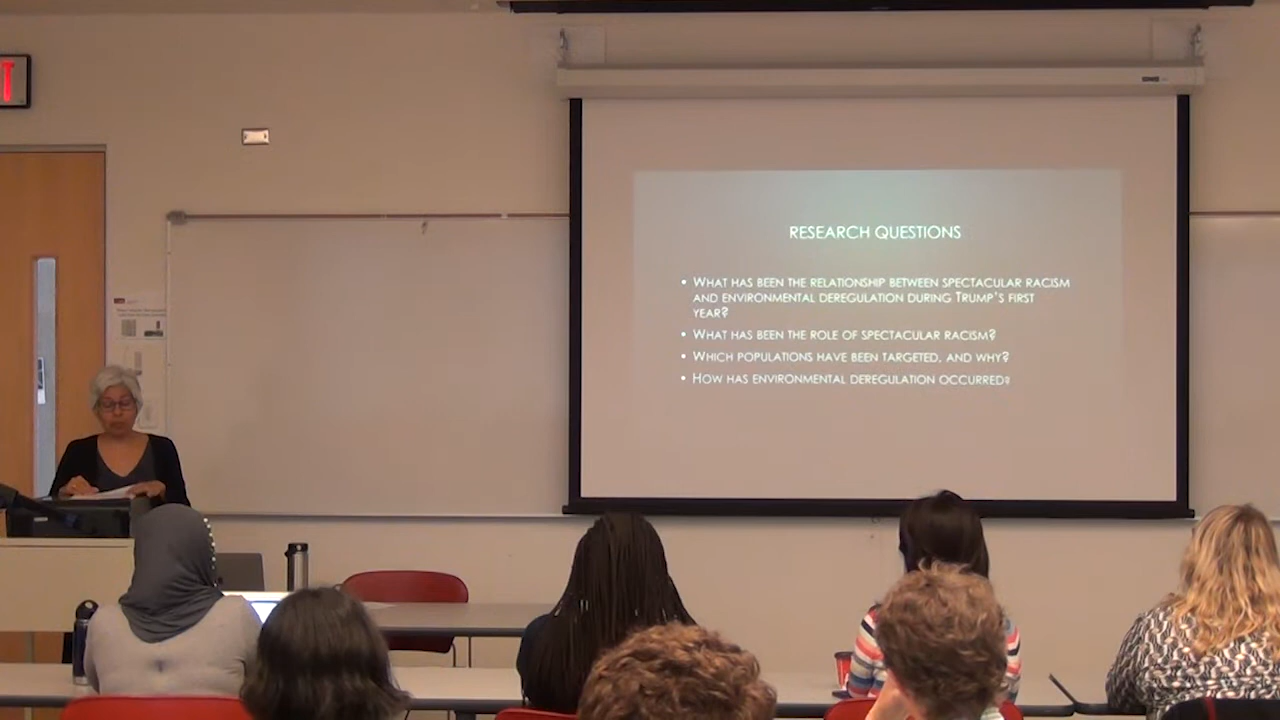 T
RESEARCH QUESTIONS
• WHAT HAS BEEN THE RELATIONSHIP BETWEEN SPECTACULAR RACISM
AND ENVIRONMENTAL DEREGULATION DURING TRUMP'S FIRST
YEAR?
• WHAT HAS BEEN THE ROLE OF SPECTACULAR RACISM?
• WHICH POPULATIONS HAVE BEEN TARGETED, AND WHY?
• HOW HAS ENVIRONMENTAL DEREGULATION OCCURRED?